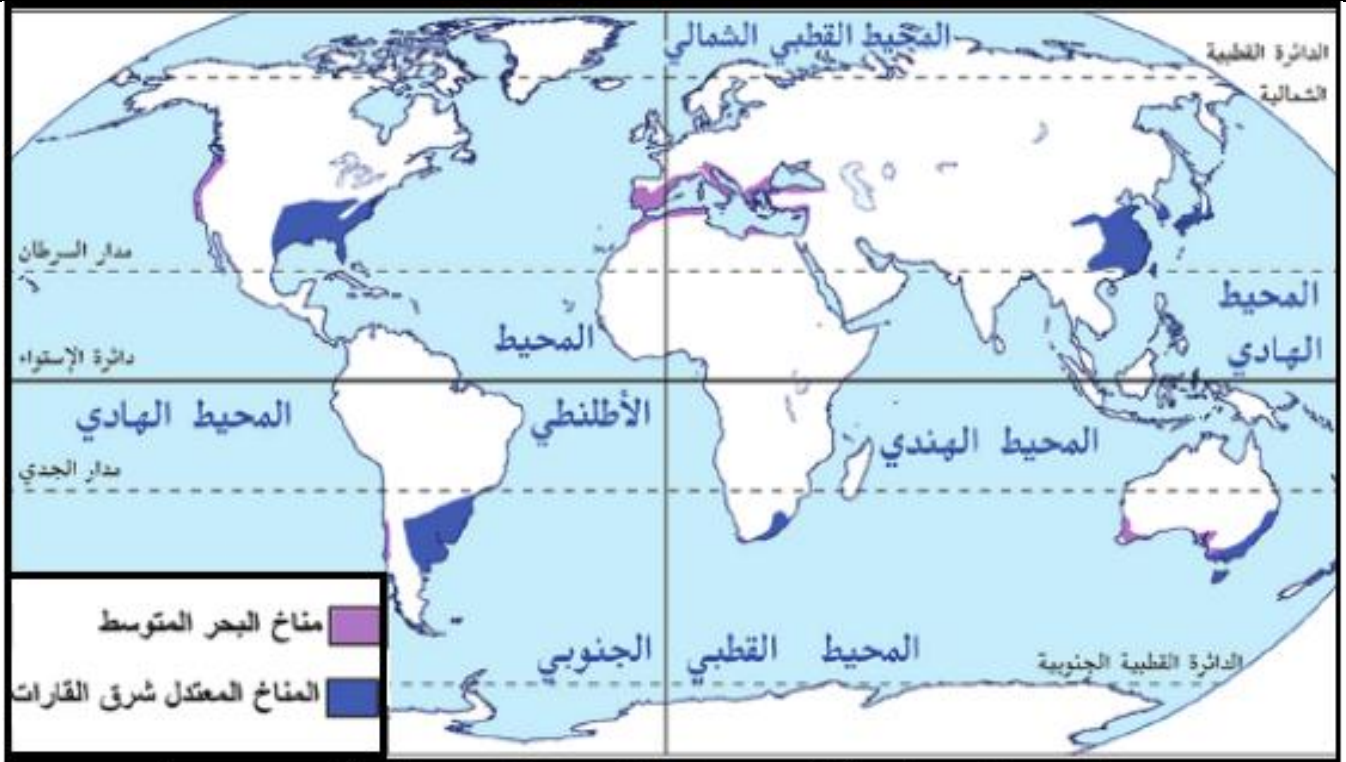 المحيط القطبي الشمالي
الدائرة القطبية
الشمالية
مدار السرطان
المحيط
الهادي
المحيط
دائرة الإستواء
الأطلنطي
المحيط الهادي
المحيط الهندي
مدار الجدي
مناخ البحر المتوسط
المحيط القطبي الجنوبي
الدائرة القطبية الجنوبية
المناخ المعتدل شرق القارات